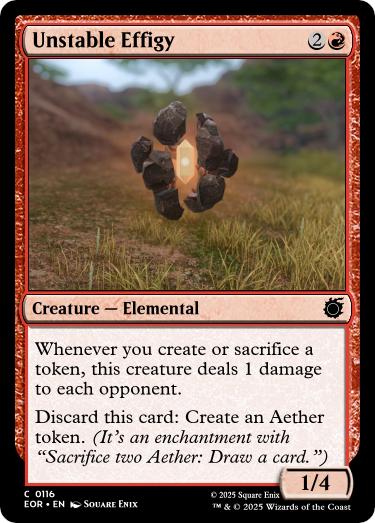 Unstable Effigy 2
Creature — Elemental
Whenever you create or sacrifice a
token, this creature deals 1 damage
to each opponent.
Discard this card: Create an Aether
token. (It's an enchantment with
“Sacrifice two Aether: Draw a card.”)
1/4
C 0116
EOR • EN SQUARE ENIX
© 2025 Square Enix
™ & © 2025 Wizards of the Coast